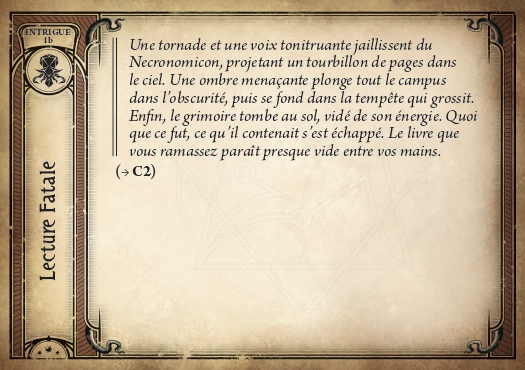 INTRIGUE
1b
Lecture Fatale
Une tornade et une voix tonitruante jaillissent du
Necronomicon, projetant un tourbillon de pages dans
le ciel. Une ombre menaçante plonge tout le campus
dans l'obscurité, puis se fond dans la tempête qui grossit.
Enfin, le grimoire tombe au sol, vidé de son énergie. Quoi
que ce fut, ce qu'il contenait s'est échappé. Le livre que
vous ramassez paraît presque vide entre vos mains.
(→ C2)